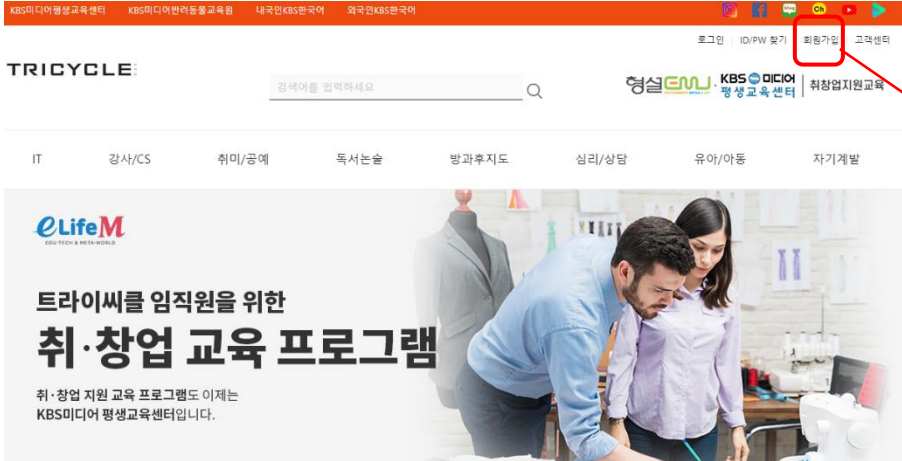 KBS미디어평생교육센터 KBS미디어반려동물교육원 내국인KBS한국어 외국인KBS한국어
로그인 ID/PW 찾기 회원가입 고객센터
TRICYCLE
검색어를 입력하세요
형설EMJ · KBS 미디어 평생교육센터 취창업지원교육
IT 강사/CS 취미/공예 독서논술 방과후지도 심리/상담 유아/아동 자기계발
eLifeM
EDU-TECH & META-WORLD
트라이씨클 임직원을 위한
취·창업 교육 프로그램
취·창업 지원 교육 프로그램도 이제는
KBS미디어 평생교육센터입니다.